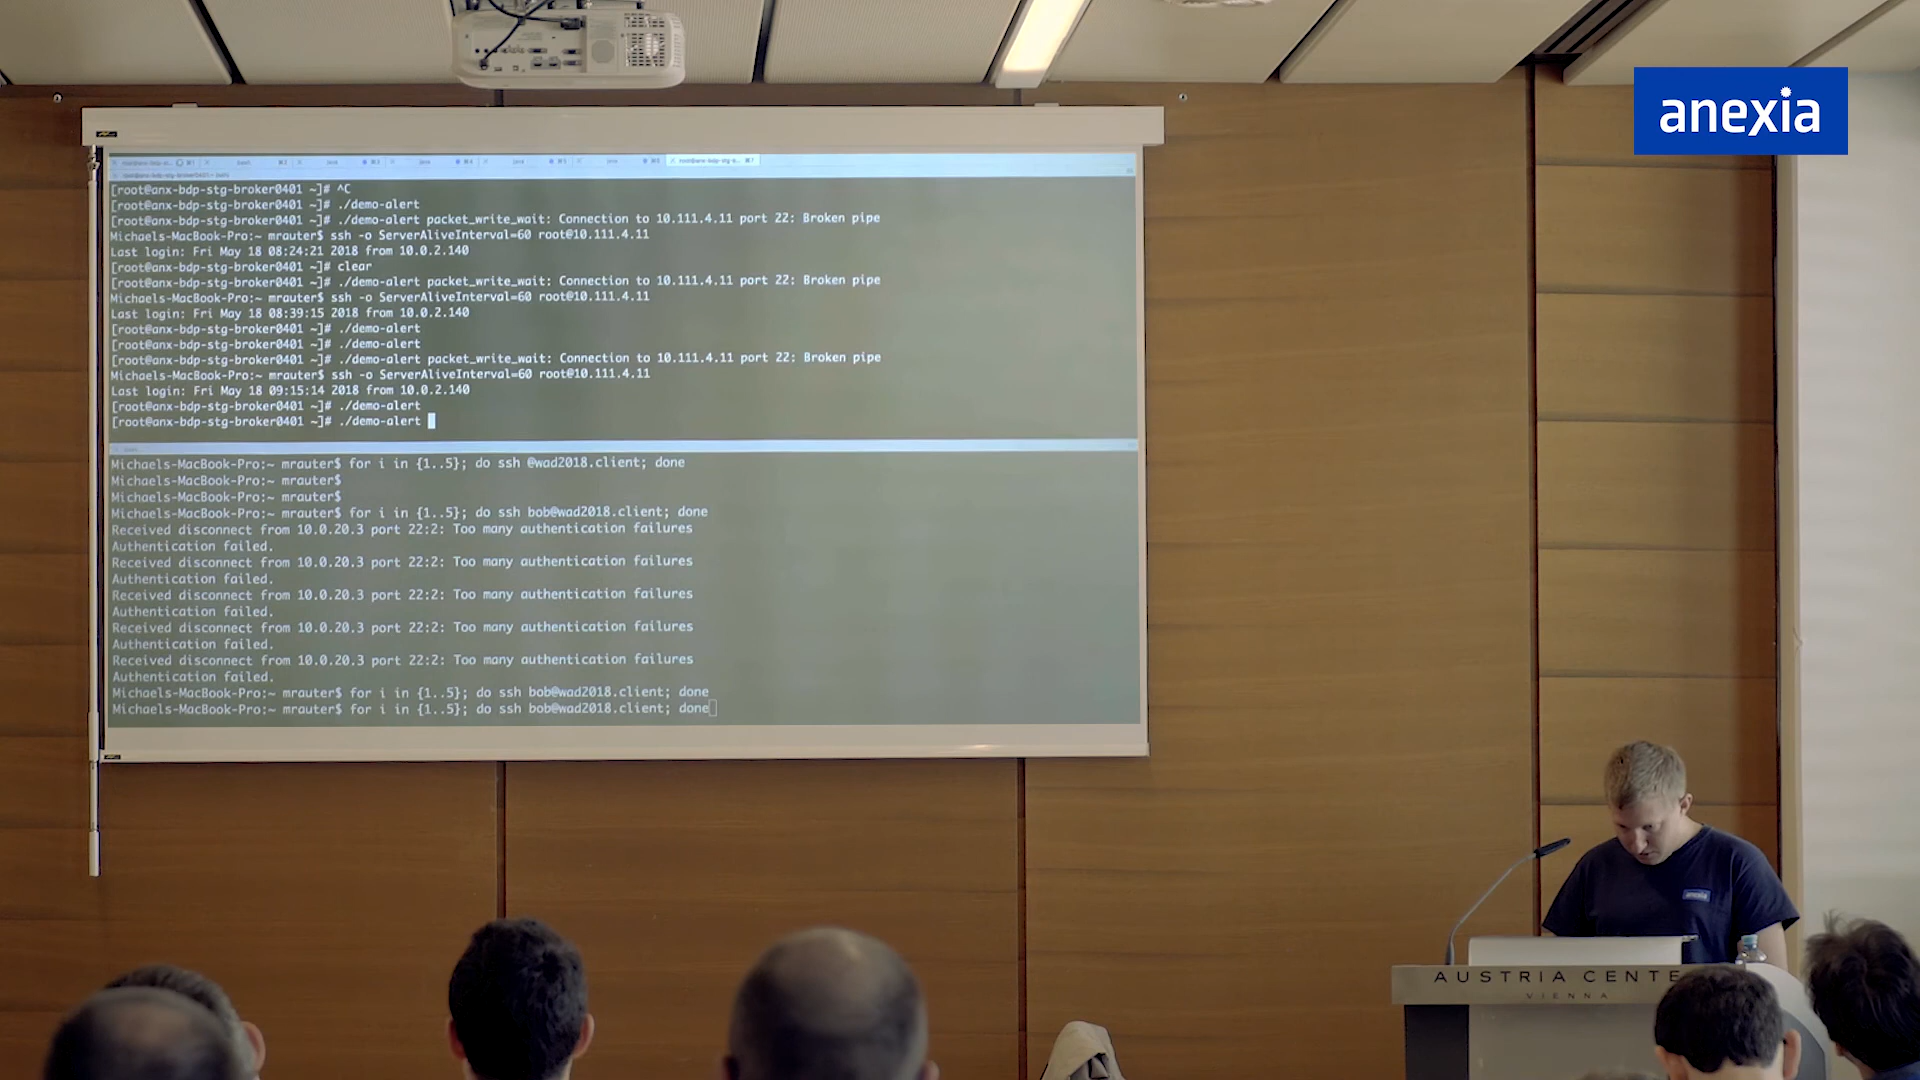 anexia
[root@anx-bdp-stg-broker0401 ~]# ^C
[root@anx-bdp-stg-broker0401 ~]# ./demo-alert
[root@anx-bdp-stg-broker0401 ~]# ./demo-alert packet_write_wait: Connection to 10.111.4.11 port 22: Broken pipe
Michaels-MacBook-Pro:~ mrauter$ ssh -o ServerAliveInterval=60 root@10.111.4.11
Last login: Fri May 18 08:24:21 2018 from 10.0.2.140
[root@anx-bdp-stg-broker0401 ~]# clear
[root@anx-bdp-stg-broker0401 ~]# ./demo-alert packet_write_wait: Connection to 10.111.4.11 port 22: Broken pipe
Michaels-MacBook-Pro:~ mrauter$ ssh -o ServerAliveInterval=60 root@10.111.4.11
Last login: Fri May 18 08:39:15 2018 from 10.0.2.140
[root@anx-bdp-stg-broker0401 ~]# ./demo-alert
[root@anx-bdp-stg-broker0401 ~]# ./demo-alert
[root@anx-bdp-stg-broker0401 ~]# ./demo-alert packet_write_wait: Connection to 10.111.4.11 port 22: Broken pipe
Michaels-MacBook-Pro:~ mrauter$ ssh -o ServerAliveInterval=60 root@10.111.4.11
Last login: Fri May 18 09:15:14 2018 from 10.0.2.140
[root@anx-bdp-stg-broker0401 ~]# ./demo-alert
[root@anx-bdp-stg-broker0401 ~]# ./demo-alert
Michaels-MacBook-Pro:~ mrauter$ for i in {1..5}; do ssh @wad2018.client; done
Michaels-MacBook-Pro:~ mrauter$
Michaels-MacBook-Pro:~ mrauter$
Michaels-MacBook-Pro:~ mrauter$ for i in {1..5}; do ssh bob@wad2018.client; done
Received disconnect from 10.0.20.3 port 22:2: Too many authentication failures
Authentication failed.
Received disconnect from 10.0.20.3 port 22:2: Too many authentication failures
Authentication failed.
Received disconnect from 10.0.20.3 port 22:2: Too many authentication failures
Authentication failed.
Received disconnect from 10.0.20.3 port 22:2: Too many authentication failures
Authentication failed.
Received disconnect from 10.0.20.3 port 22:2: Too many authentication failures
Authentication failed.
Michaels-MacBook-Pro:~ mrauter$ for i in {1..5}; do ssh bob@wad2018.client; done
Michaels-MacBook-Pro:~ mrauter$ for i in {1..5}; do ssh bob@wad2018.client; done
anexia
AUSTRIA CENTE
VIENNA